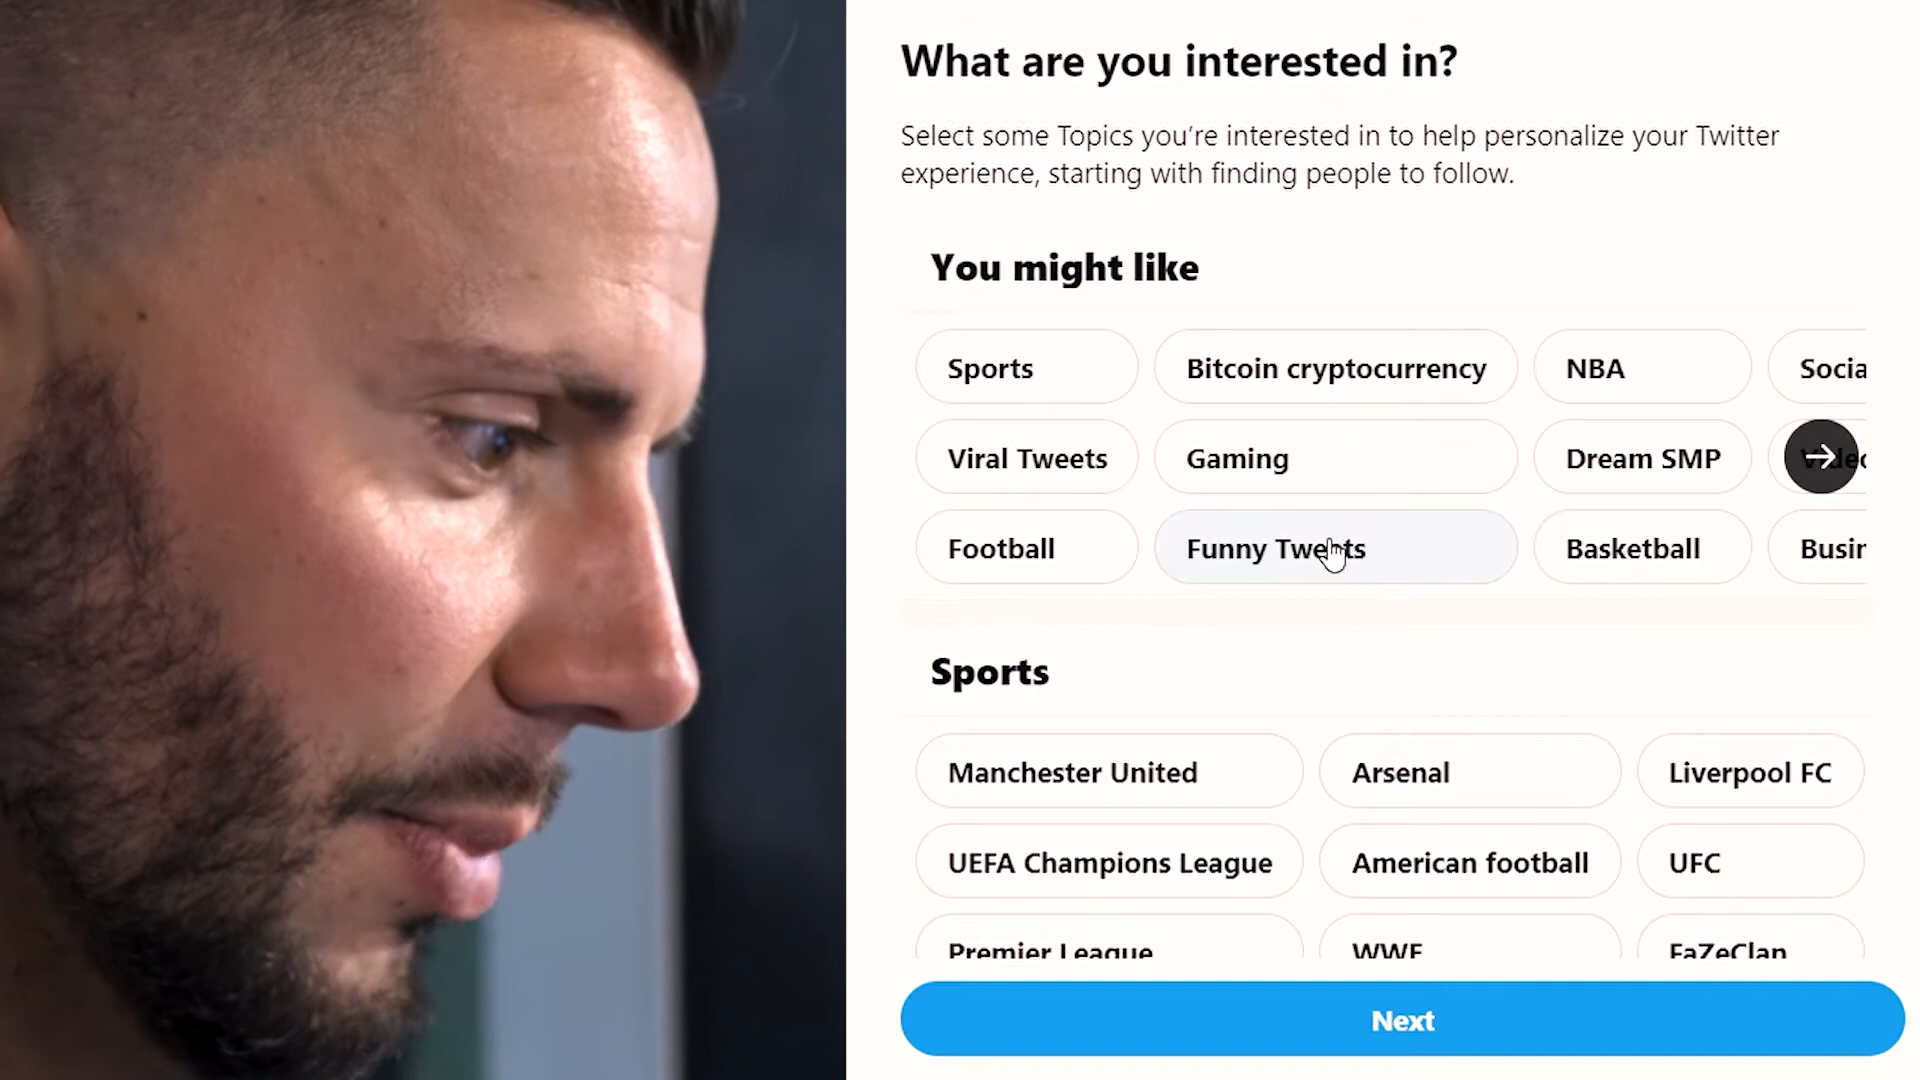 What are you interested in?
Select some Topics you're interested in to help personalize your Twitter
experience, starting with finding people to follow.
You might like
Sports Bitcoin cryptocurrency NBA Socia
Viral Tweets Gaming Dream SMP
Football Funny Tweets Basketball Busin
Sports
Manchester United Arsenal Liverpool FC
UEFA Champions League American football UFC
Premier League WWE FaZeClan
Next